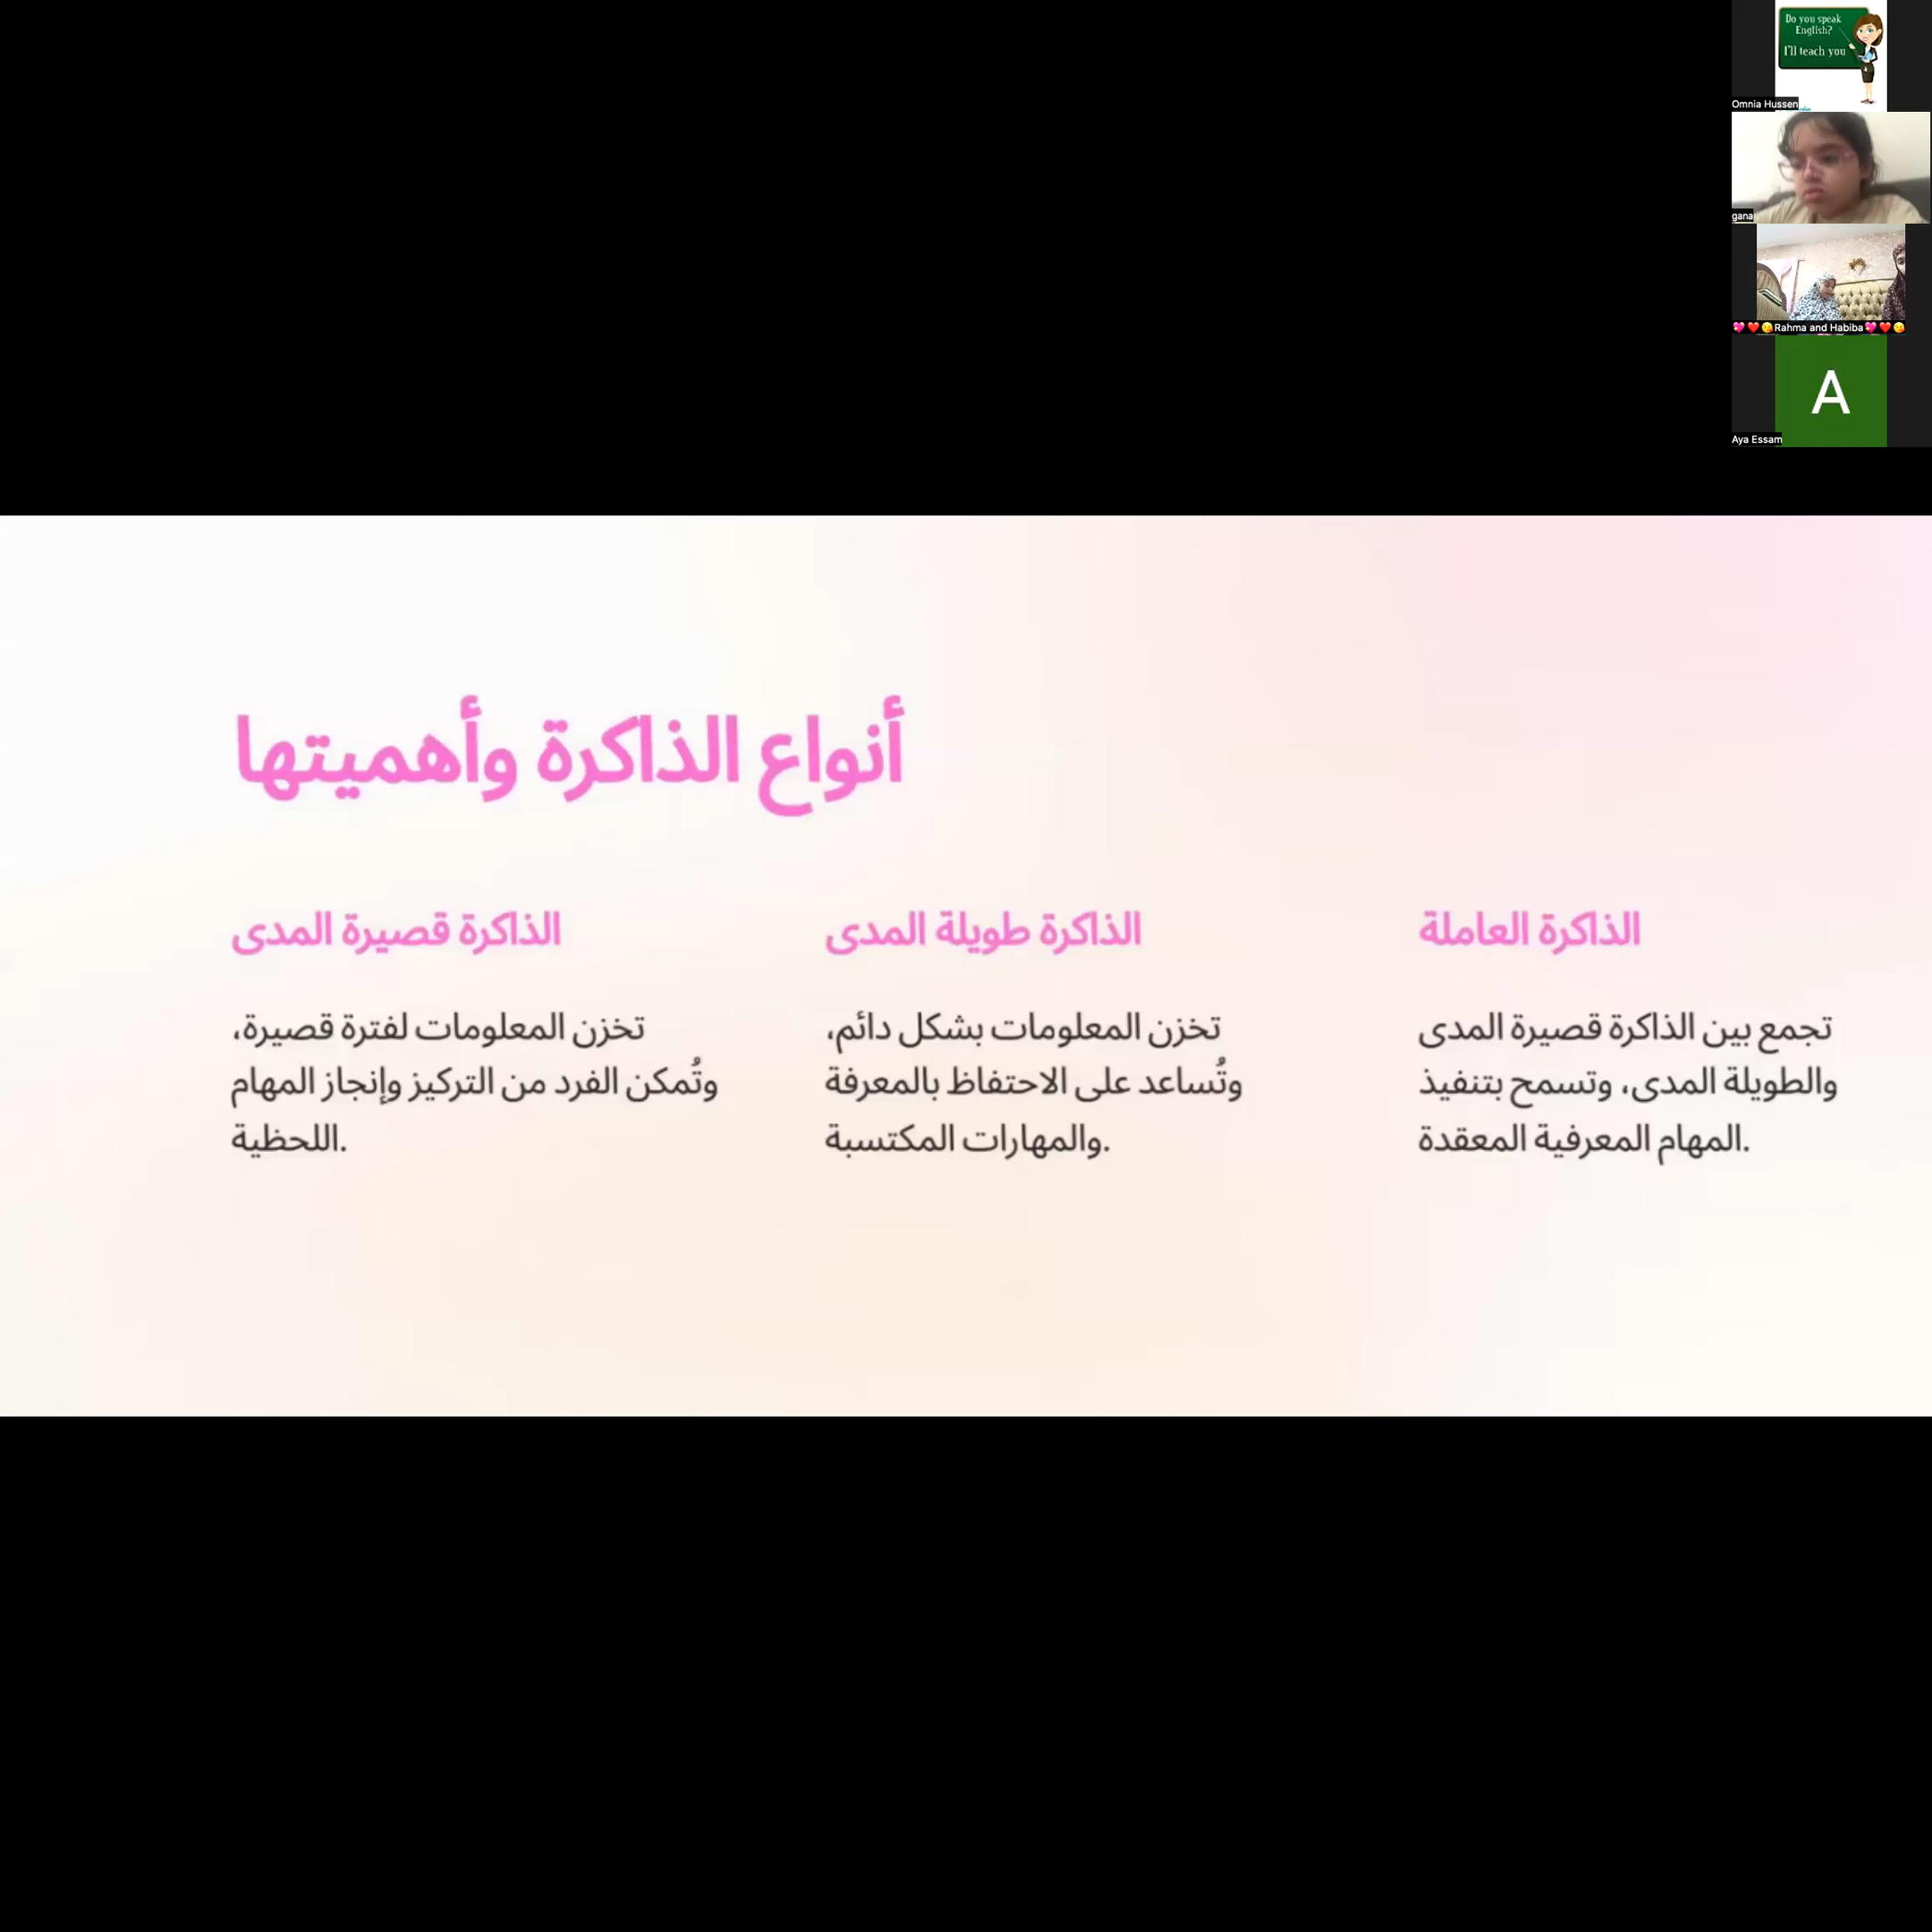 Do you speak
English?
I'll teach you
Omnia Hussen
gana
💖❤️😘Rahma and Habiba💖❤️😘
A
Aya Essam
أنواع الذاكرة وأهميتها
الذاكرة قصيرة المدى
تخزن المعلومات لفترة قصيرة،
وتُمكن الفرد من التركيز وإنجاز المهام
اللحظية.
الذاكرة طويلة المدى
تخزن المعلومات بشكل دائم،
وتُساعد على الاحتفاظ بالمعرفة
والمهارات المكتسبة.
الذاكرة العاملة
تجمع بين الذاكرة قصيرة المدى
والطويلة المدى، وتسمح بتنفيذ
المهام المعرفية المعقدة.